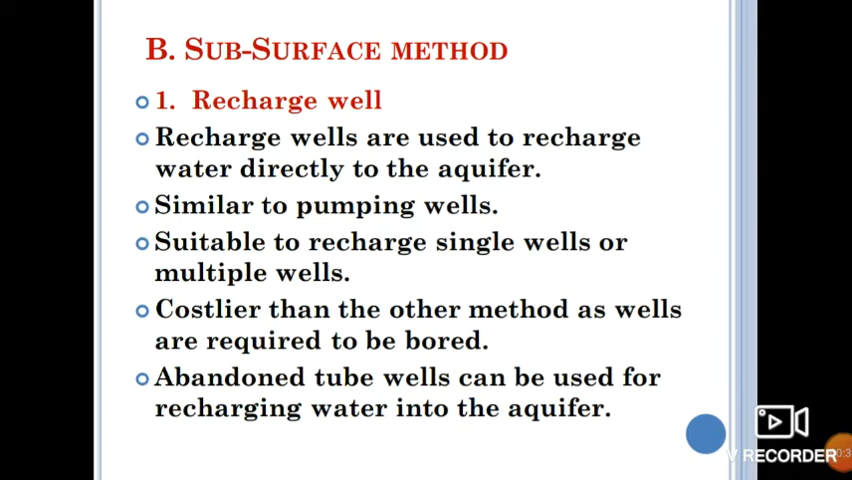 B. SUB-SURFACE METHOD
1. Recharge well
Recharge wells are used to recharge
water directly to the aquifer.
Similar to pumping wells.
Suitable to recharge single wells or
multiple wells.
Costlier than the other method as wells
are required to be bored.
Abandoned tube wells can be used for
recharging water into the aquifer.
V RECORDER